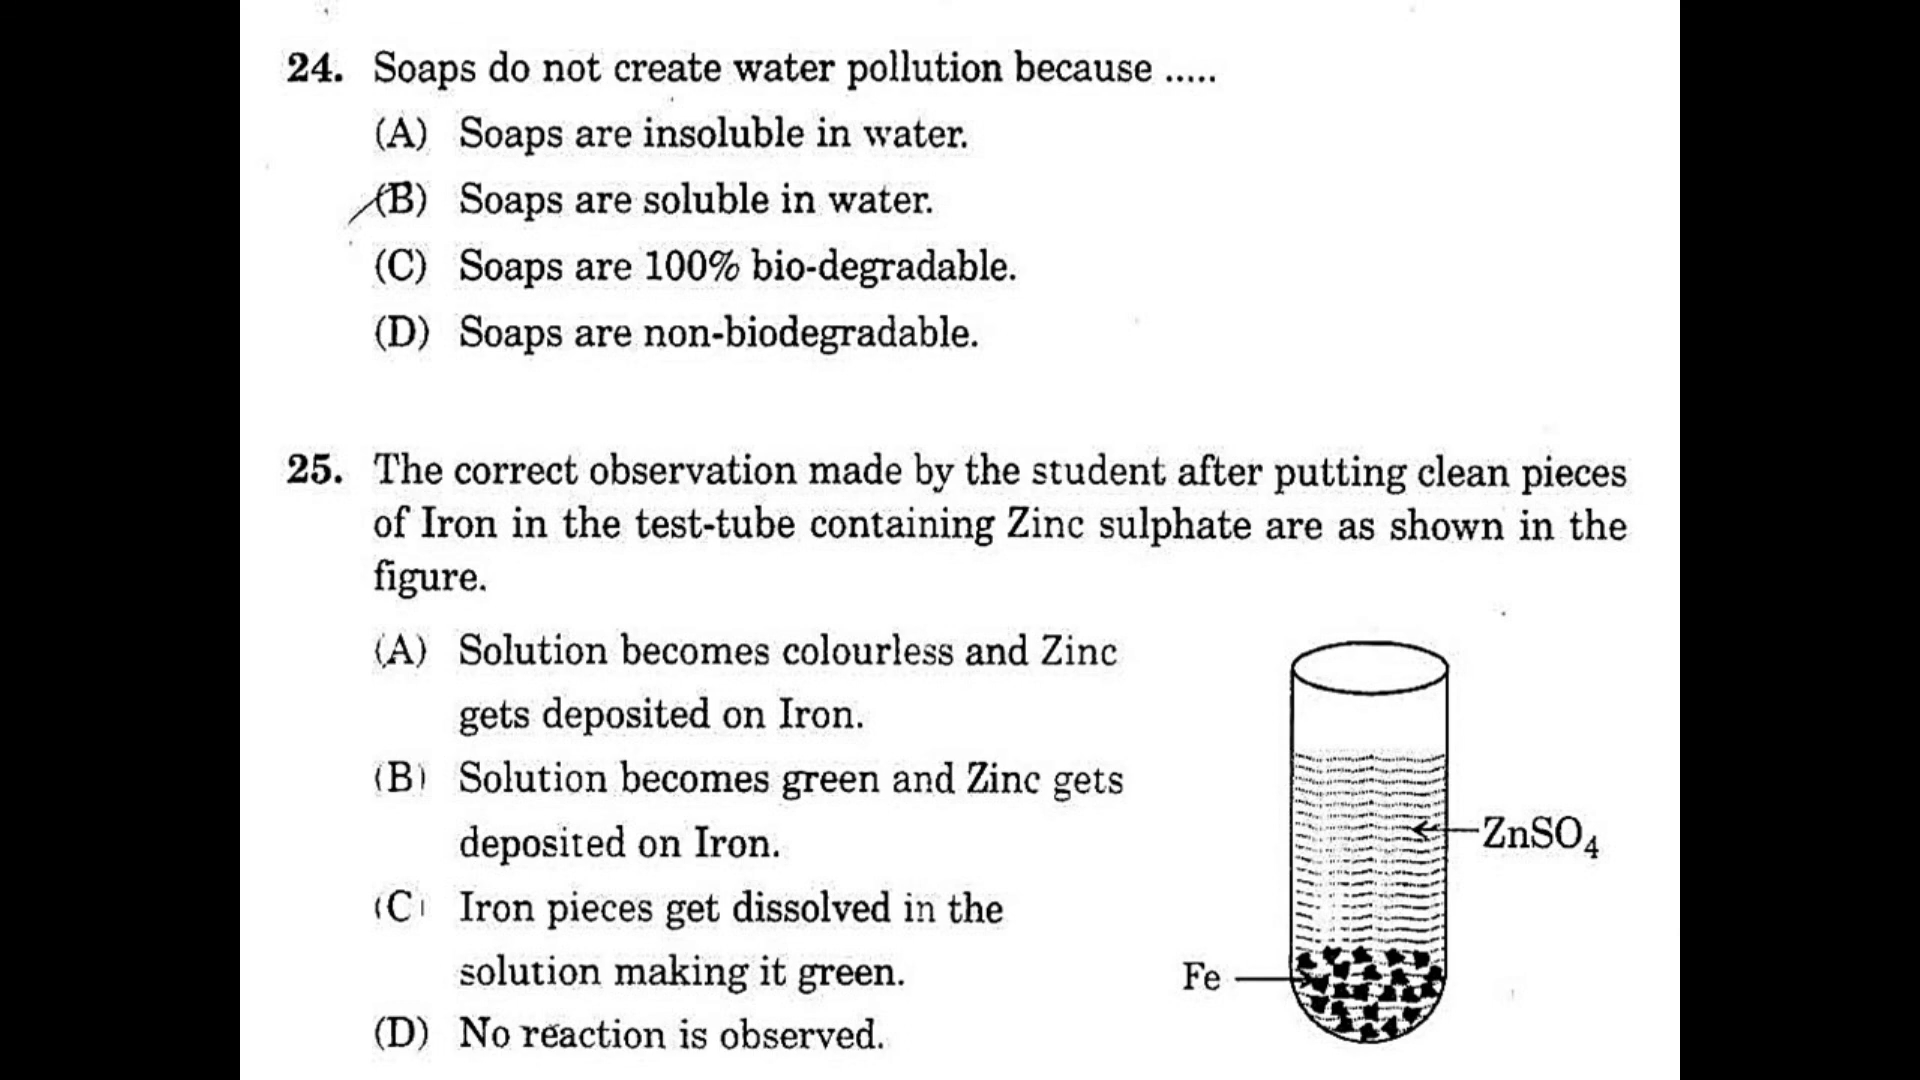 24. Soaps do not create water pollution because .....
(A) Soaps are insoluble in water.
(B) Soaps are soluble in water.
(C) Soaps are 100% bio-degradable.
(D) Soaps are non-biodegradable.
25. The correct observation made by the student after putting clean pieces
of Iron in the test-tube containing Zinc sulphate are as shown in the
figure.
(A) Solution becomes colourless and Zinc
gets deposited on Iron.
(B) Solution becomes green and Zinc gets
deposited on Iron.
(C) Iron pieces get dissolved in the
solution making it green.
(D) No reaction is observed.
ZnSO₄
Fe